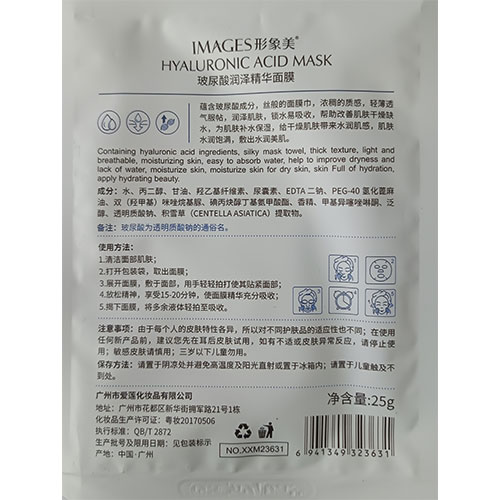 IMAGES形象美®
HYALURONIC ACID MASK
玻尿酸润泽精华面膜
蕴含玻尿酸成分，丝般的面膜巾，浓稠的质感，轻薄透
气服帖，润泽肌肤，锁水易吸收，帮助改善肌肤干燥缺
水，为肌肤补水保湿，给干燥肌肤带来水润肌感，肌肤
水润饱满，敷出水润美肌。
Containing hyaluronic acid ingredients, silky mask towel, thick texture, light and
breathable, moisturizing skin, easy to absorb water, help to improve dryness and
lack of water, moisturize skin, moisturize skin for dry skin, skin Full of hydration,
apply hydrating beauty.
成分：水、丙二醇、甘油、羟乙基纤维素、尿囊素、EDTA 二钠、PEG-40 氢化蓖麻
油、双（羟甲基）咪唑烷基脲、碘丙炔醇丁基氨甲酸酯、香精、甲基异噻唑啉酮、泛
醇、透明质酸钠、积雪草（CENTELLA ASIATICA）提取物。
备注：玻尿酸为透明质酸钠的通俗名。
使用方法：
1.清洁面部肌肤；
2.打开包装袋，取出面膜；
3.展开面膜，敷于面部，用手轻轻拍打使其贴紧面部；
4.放松精神，享受15-20分钟，使面膜精华充分吸收；
5.揭下面膜，将多余液体轻拍至吸收。
注意事项：由于每个人的皮肤特性各异，所以对不同护肤品的适应性也不同；在使用
任何新产品前，建议您先在耳后皮肤试用，如有不适或皮肤异常反应，请停止使
用；敏感皮肤请慎用；三岁以下儿童勿用。
保存方法：请置于阴凉处并避免高温度及阳光直射或置于冰箱内；请置于儿童触及不
到处。
广州市爱莲化妆品有限公司
地址：广州市花都区新华街拥军路21号1栋
化妆品生产许可证：粤妆20170506
执行标准：QB/T 2872
生产批号及限用日期：见包装标示
产地：中国·广州
NO.XXM23631
净含量:25g
6 941349 323631